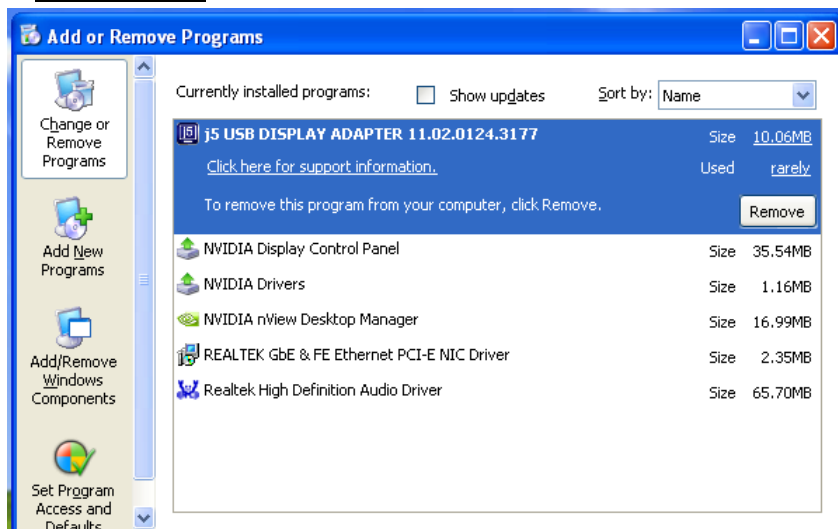 Add or Remove Programs
Change or
Remove
Programs
Add New
Programs
Add/Remove
Windows
Components
Set Program
Access and
Defaults
Currently installed programs:
Show updates
Sort by: Name
j5 USB DISPLAY ADAPTER 11.02.0124.3177 Size 10.06MB
Click here for support information. Used rarely
To remove this program from your computer, click Remove. Remove
NVIDIA Display Control Panel Size 35.54MB
NVIDIA Drivers Size 1.16MB
NVIDIA nView Desktop Manager Size 16.99MB
REALTEK GbE & FE Ethernet PCI-E NIC Driver Size 2.35MB
Realtek High Definition Audio Driver Size 65.70MB